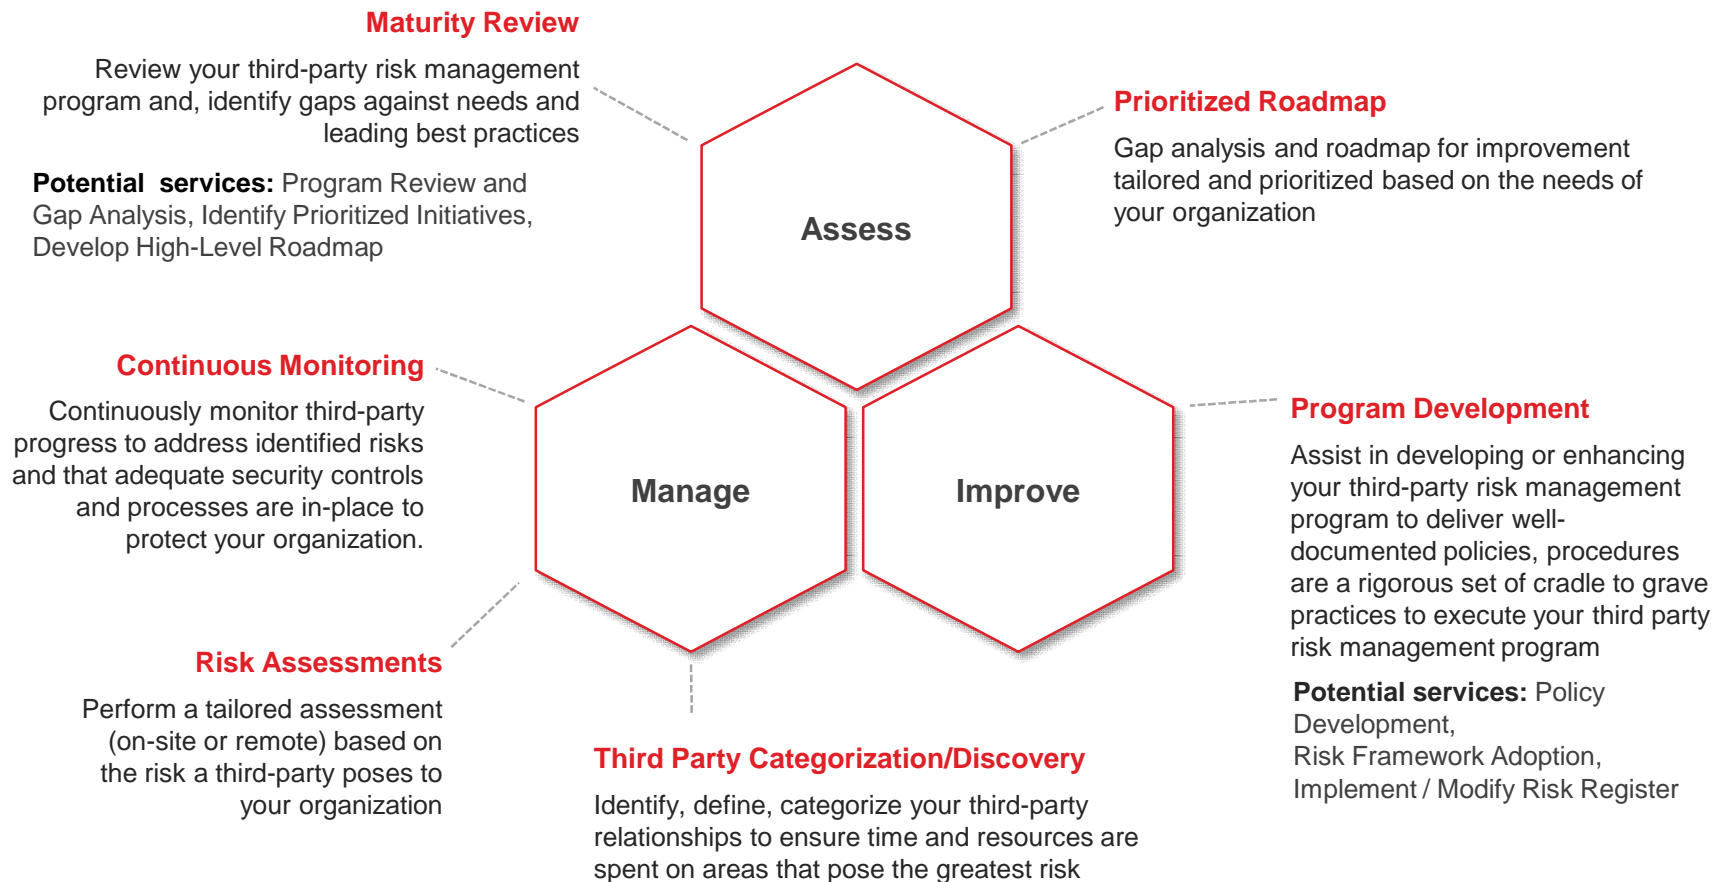 Maturity Review
Review your third-party risk management
program and, identify gaps against needs and
leading best practices
Potential  services: Program Review and
Gap Analysis, Identify Prioritized Initiatives,
Develop High-Level Roadmap
Prioritized Roadmap
Gap analysis and roadmap for improvement
tailored and prioritized based on the needs of
your organization
Assess
Continuous Monitoring
Continuously monitor third-party
progress to address identified risks
and that adequate security controls
and processes are in-place to
protect your organization.
Manage
Improve
Program Development
Assist in developing or enhancing
your third-party risk management
program to deliver well-
documented policies, procedures
are a rigorous set of cradle to grave
practices to execute your third party
risk management program
Potential services: Policy
Development,
Risk Framework Adoption,
Implement / Modify Risk Register
Risk Assessments
Perform a tailored assessment
(on-site or remote) based on
the risk a third-party poses to
your organization
Third Party Categorization/Discovery
Identify, define, categorize your third-party
relationships to ensure time and resources are
spent on areas that pose the greatest risk